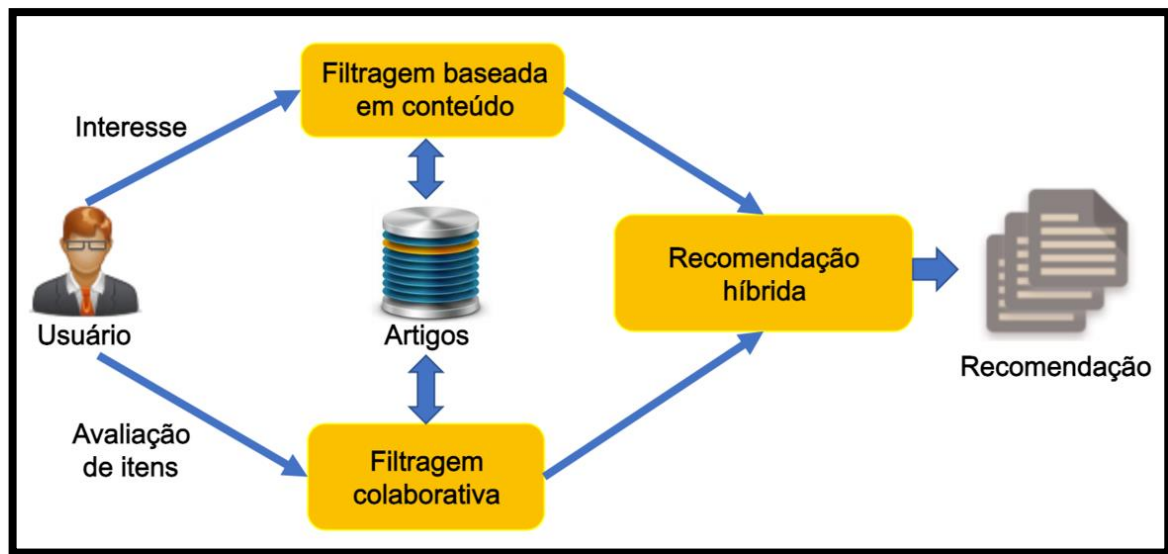 Filtragem baseada
em conteúdo
Interesse
Usuário
Artigos
Recomendação
híbrida
Recomendação
Avaliação
de itens
Filtragem
colaborativa